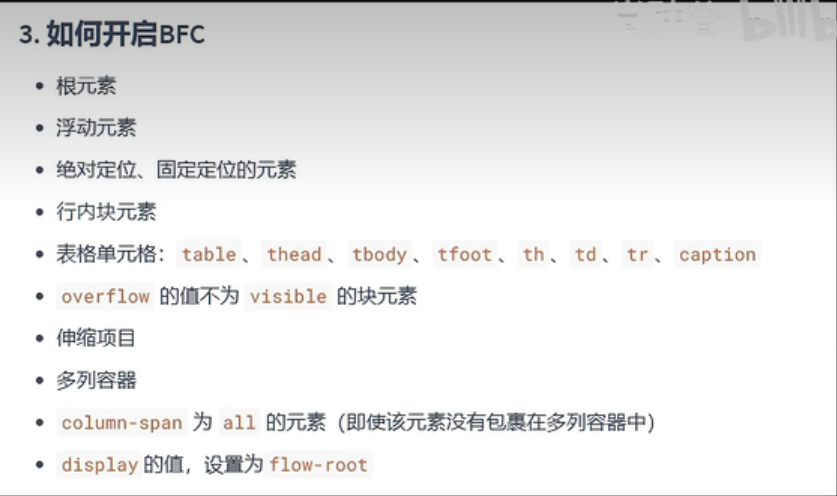 3. 如何开启BFC
• 根元素
• 浮动元素
• 绝对定位、固定定位的元素
• 行内块元素
• 表格单元格：table、thead、tbody、tfoot、th、td、tr、caption
• overflow 的值不为 visible 的块元素
• 伸缩项目
• 多列容器
• column-span 为 all 的元素（即使该元素没有包裹在多列容器中）
• display 的值，设置为 flow-root